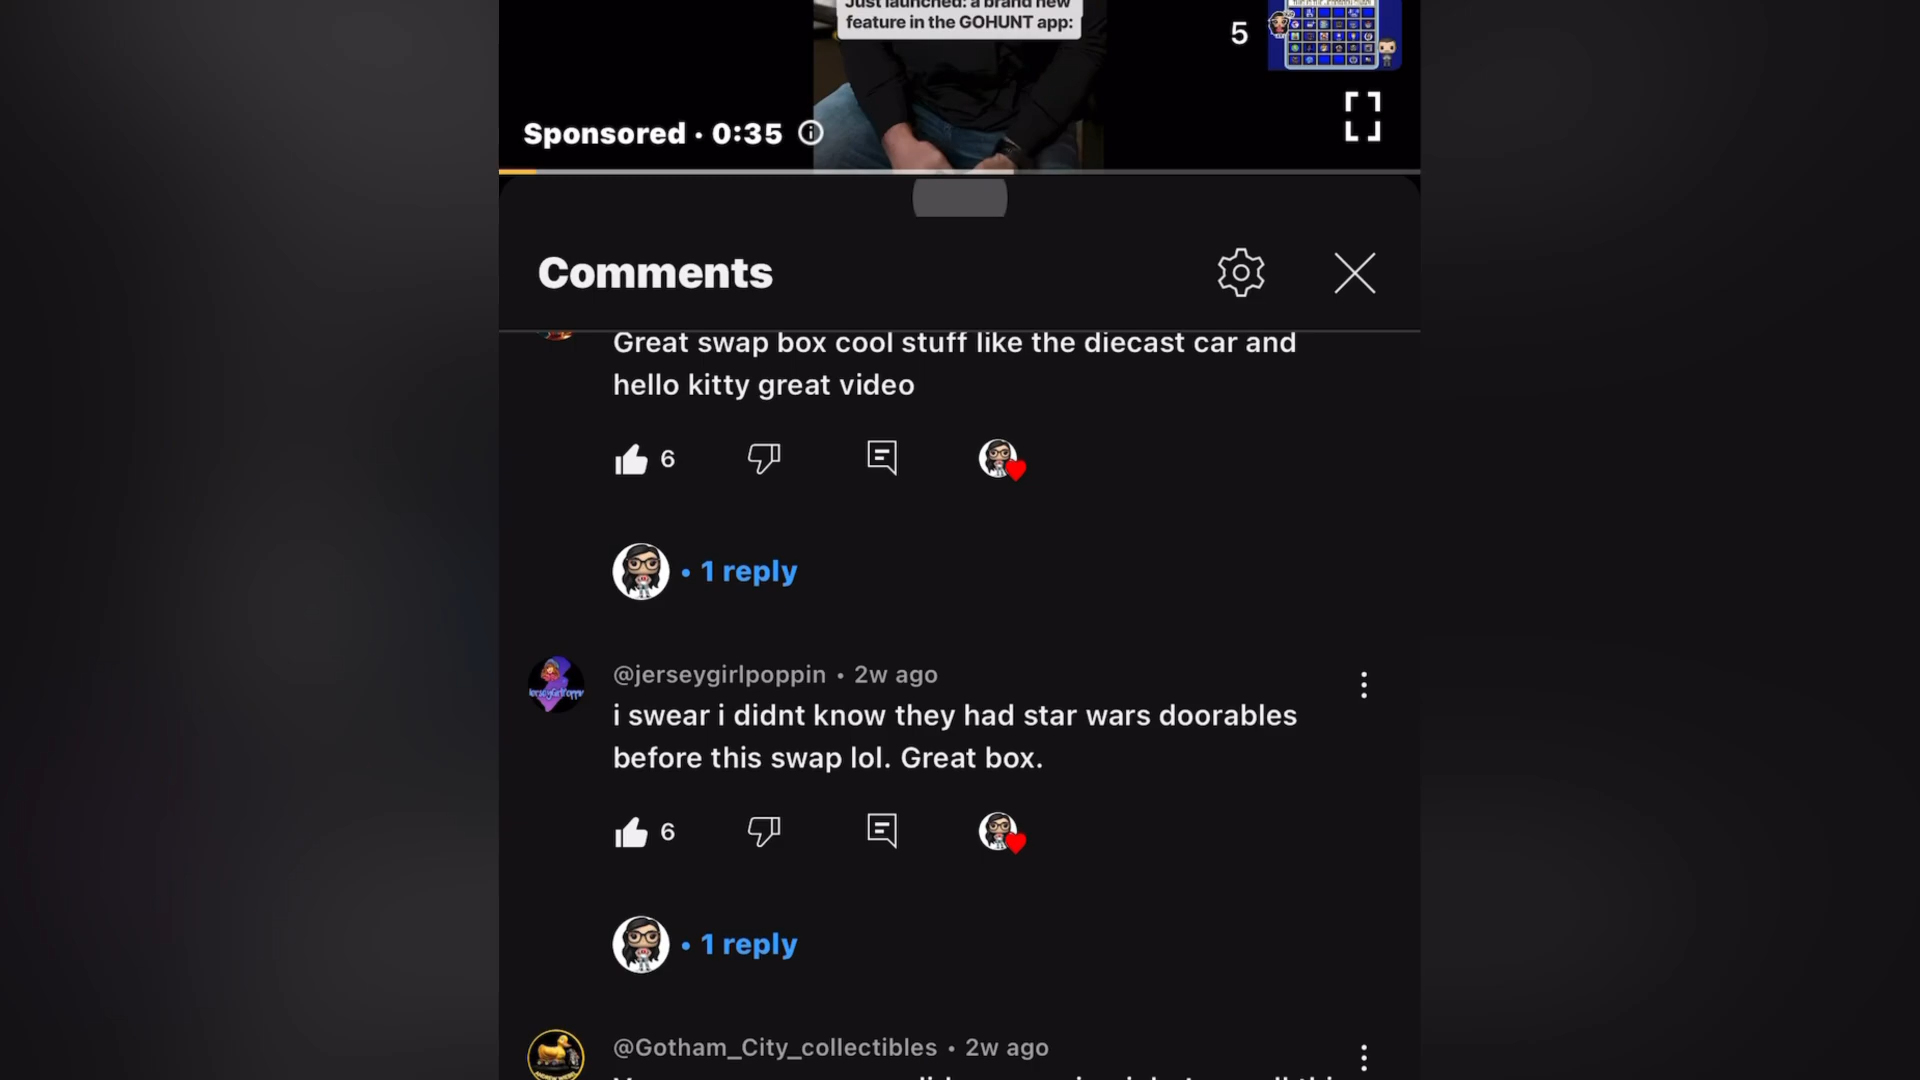 Just launched: a brand new
feature in the GOHUNT app:
5
Sponsored • 0:35
Comments
Great swap box cool stuff like the diecast car and
hello kitty great video
6
• 1 reply
@jerseygirlpoppin • 2w ago
i swear i didnt know they had star wars doorables
before this swap lol. Great box.
6
• 1 reply
@Gotham_City_collectibles • 2w ago